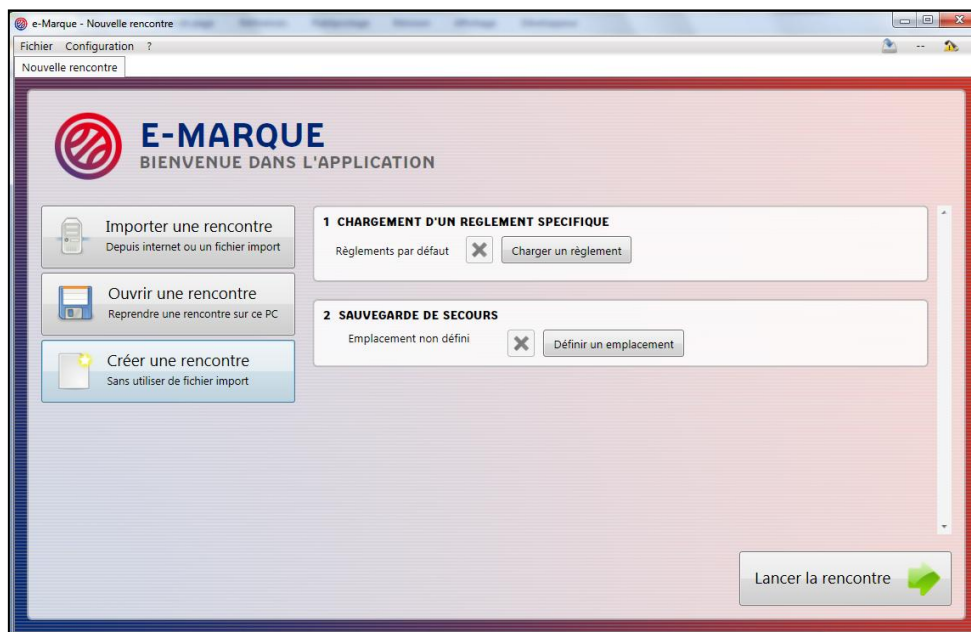 e-Marque - Nouvelle rencontre
Fichier Configuration ?
--
Nouvelle rencontre
E-MARQUE
BIENVENUE DANS L'APPLICATION
Importer une rencontre
Depuis internet ou un fichier import
Ouvrir une rencontre
Reprendre une rencontre sur ce PC
Créer une rencontre
Sans utiliser de fichier import
1 CHARGEMENT D'UN REGLEMENT SPECIFIQUE
Règlements par défaut Charger un règlement
2 SAUVEGARDE DE SECOURS
Emplacement non défini Définir un emplacement
Lancer la rencontre